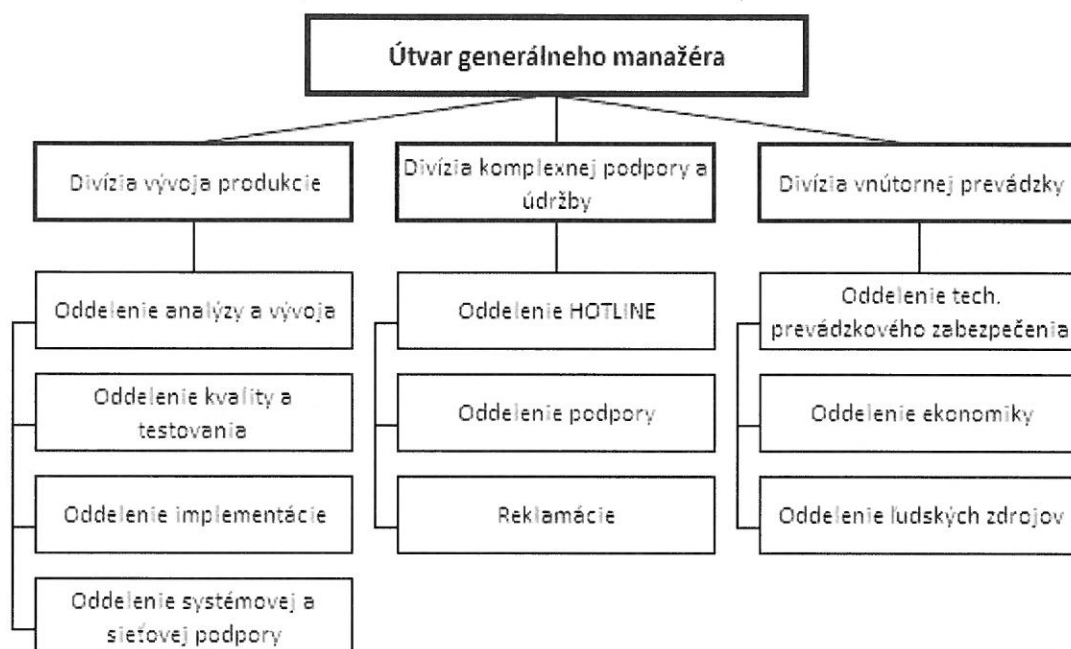 Útvar generálneho manažéra
Divízia vývoja produkcie
Divízia komplexnej podpory a
údržby
Divízia vnútornej prevádzky
Oddelenie analýzy a vývoja
Oddelenie kvality a
testovania
Oddelenie implementácie
Oddelenie systémovej a
sieťovej podpory
Oddelenie HOTLINE
Oddelenie podpory
Reklamácie
Oddelenie tech.
prevádzkového zabezpečenia
Oddelenie ekonomiky
Oddelenie ľudských zdrojov